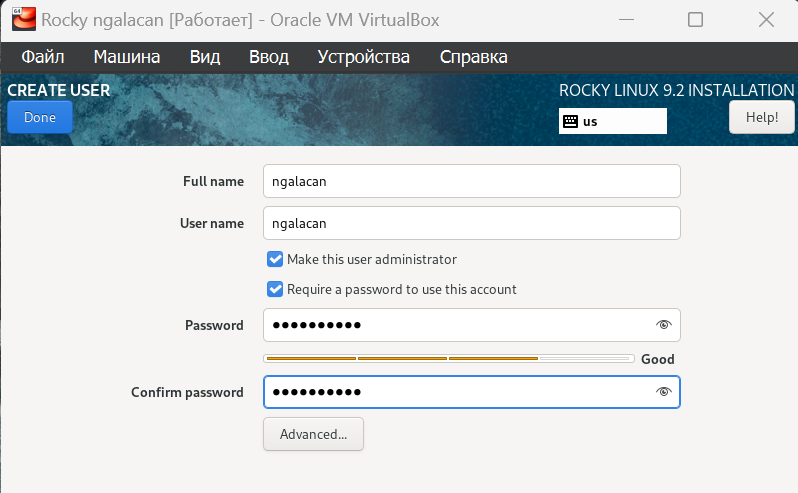 64
Rocky ngalacan [Работает] - Oracle VM VirtualBox
Файл Машина Вид Ввод Устройства Справка
CREATE USER
ROCKY LINUX 9.2 INSTALLATION
Done
us
Help!
Full name
ngalacan
User name
ngalacan
Make this user administrator
Require a password to use this account
Password
●●●●●●●●●●
Good
Confirm password
●●●●●●●●●●
Advanced...